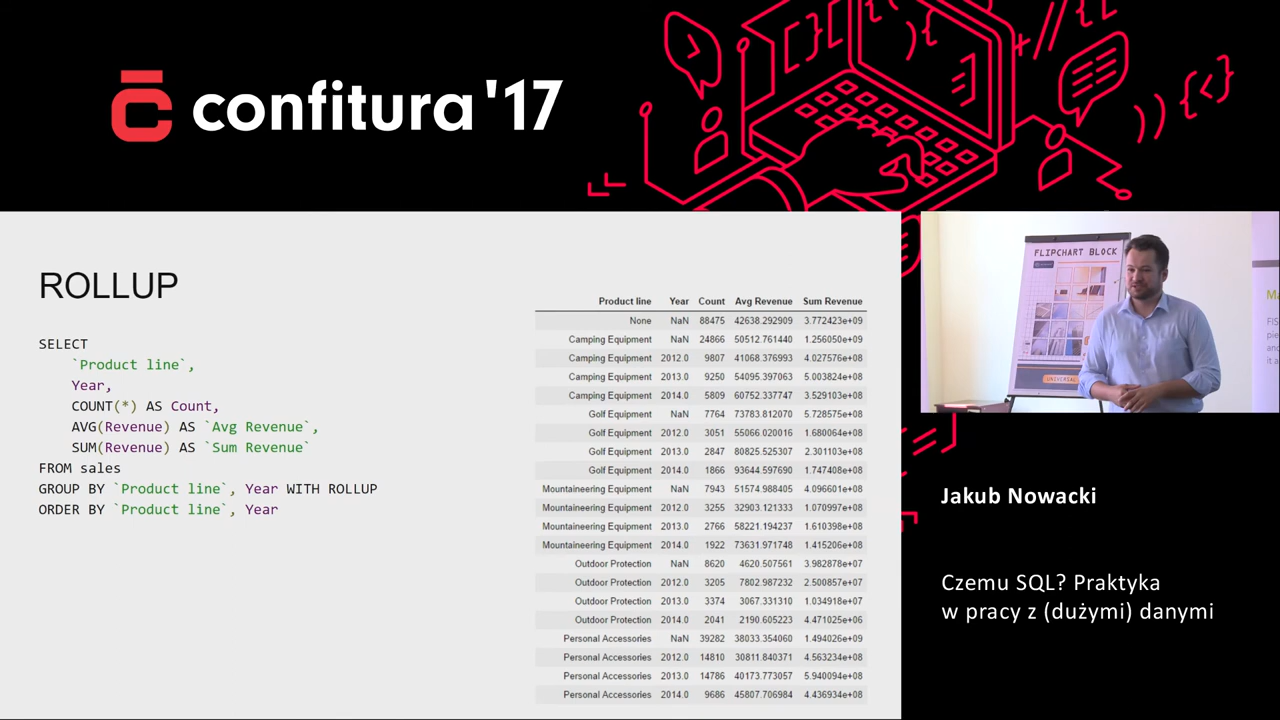 confitura '17
ROLLUP
SELECT
`Product line`,
Year,
COUNT(*) AS Count,
AVG(Revenue) AS `Avg Revenue`,
SUM(Revenue) AS `Sum Revenue`
FROM sales
GROUP BY `Product line`, Year WITH ROLLUP
ORDER BY `Product line`, Year
Product line Year Count Avg Revenue Sum Revenue
None NaN 88475 42638.292909 3.772423e+09
Camping Equipment NaN 24866 50512.761440 1.256050e+09
Camping Equipment 2012.0 9807 41068.376993 4.027576e+08
Camping Equipment 2013.0 9250 54095.397063 5.003824e+08
Camping Equipment 2014.0 5809 60752.337747 3.529103e+08
Golf Equipment NaN 7764 73783.812070 5.728575e+08
Golf Equipment 2012.0 3051 55066.020016 1.680064e+08
Golf Equipment 2013.0 2847 80825.525307 2.301103e+08
Golf Equipment 2014.0 1866 93644.597690 1.747408e+08
Mountaineering Equipment NaN 7943 51574.988405 4.096601e+08
Mountaineering Equipment 2012.0 3255 32903.121333 1.070997e+08
Mountaineering Equipment 2013.0 2766 58221.194237 1.610398e+08
Mountaineering Equipment 2014.0 1922 73631.971748 1.415206e+08
Outdoor Protection NaN 8620 4620.507561 3.982878e+07
Outdoor Protection 2012.0 3205 7802.987232 2.500857e+07
Outdoor Protection 2013.0 3374 3067.331310 1.034918e+07
Outdoor Protection 2014.0 2041 2190.605223 4.471025e+06
Personal Accessories NaN 39282 38033.354060 1.494026e+09
Personal Accessories 2012.0 14810 30811.840371 4.563234e+08
Personal Accessories 2013.0 14786 40173.773057 5.940094e+08
Personal Accessories 2014.0 9686 45807.706984 4.436934e+08
FLIPCHART BLOCK
UNIVERSAL
Jakub Nowacki
Czemu SQL? Praktyka
w pracy z (dużymi) danymi